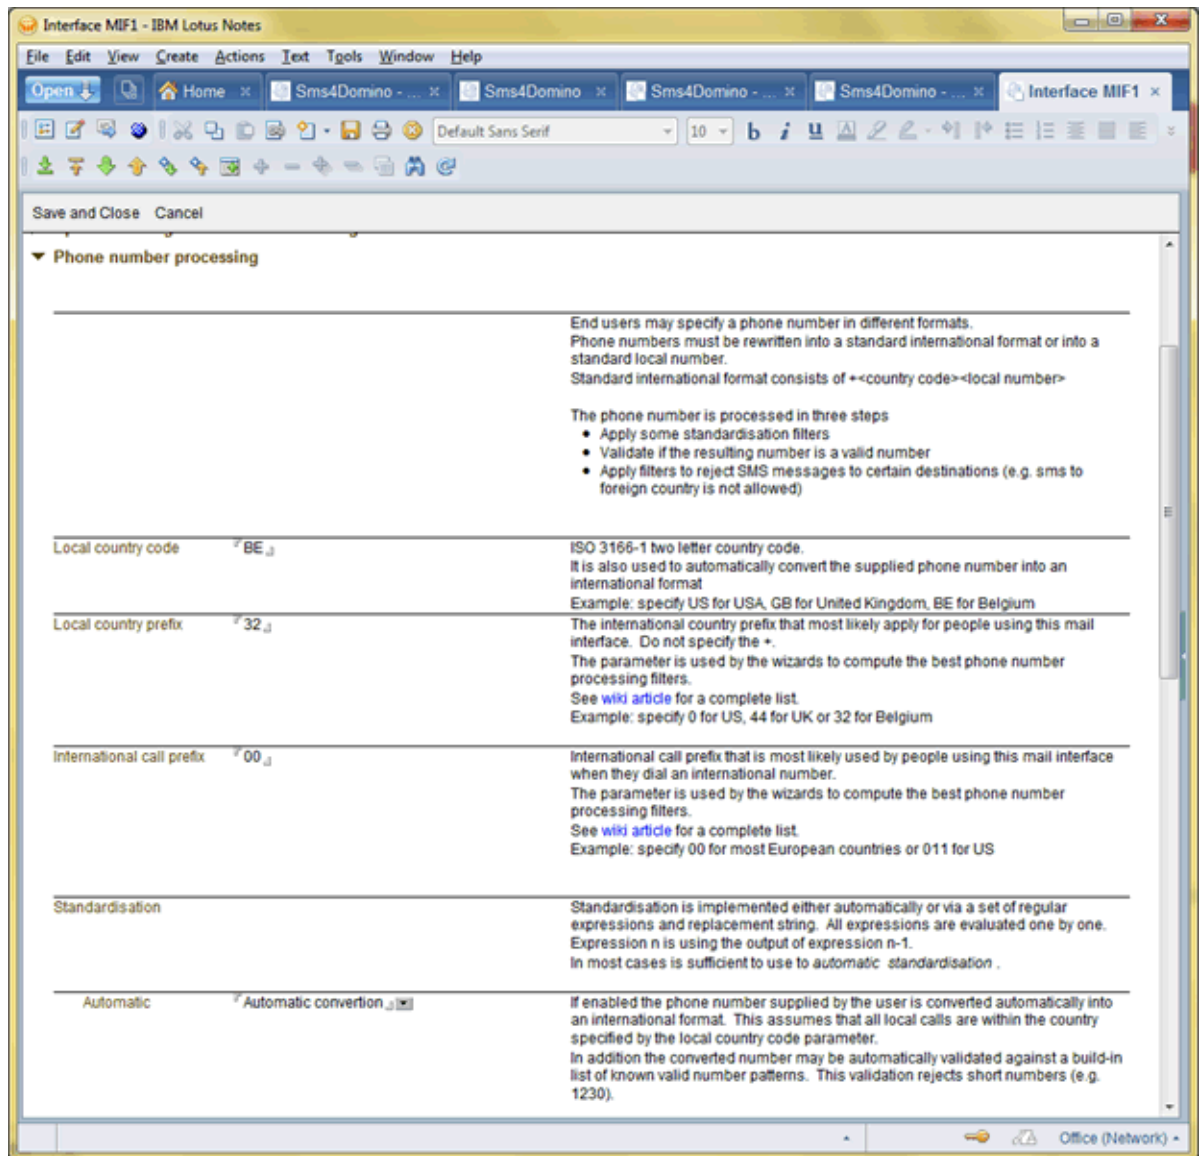 Interface MIF1 - IBM Lotus Notes
File Edit View Create Actions Text Tools Window Help
Open Home Sms4Domino - ... Sms4Domino Sms4Domino - ... Sms4Domino - ... Interface MIF1
Default Sans Serif 10 b i u
Save and Close Cancel
Phone number processing
End users may specify a phone number in different formats.
Phone numbers must be rewritten into a standard international format or into a
standard local number.
Standard international format consists of +<country code><local number>
The phone number is processed in three steps
• Apply some standardisation filters
• Validate if the resulting number is a valid number
• Apply filters to reject SMS messages to certain destinations (e.g. sms to
foreign country is not allowed)
Local country code BE ISO 3166-1 two letter country code.
It is also used to automatically convert the supplied phone number into an
international format
Example: specify US for USA, GB for United Kingdom, BE for Belgium
Local country prefix 32 The international country prefix that most likely apply for people using this mail
interface. Do not specify the +.
The parameter is used by the wizards to compute the best phone number
processing filters.
See wiki article for a complete list.
Example: specify 0 for US, 44 for UK or 32 for Belgium
International call prefix 00 International call prefix that is most likely used by people using this mail interface
when they dial an international number.
The parameter is used by the wizards to compute the best phone number
processing filters.
See wiki article for a complete list.
Example: specify 00 for most European countries or 011 for US
Standardisation Standardisation is implemented either automatically or via a set of regular
expressions and replacement string. All expressions are evaluated one by one.
Expression n is using the output of expression n-1.
In most cases is sufficient to use to automatic standardisation .
Automatic Automatic convertion If enabled the phone number supplied by the user is converted automatically into
an international format. This assumes that all local calls are within the country
specified by the local country code parameter.
In addition the converted number may be automatically validated against a build-in
list of known valid number patterns. This validation rejects short numbers (e.g.
1230).
Office (Network)